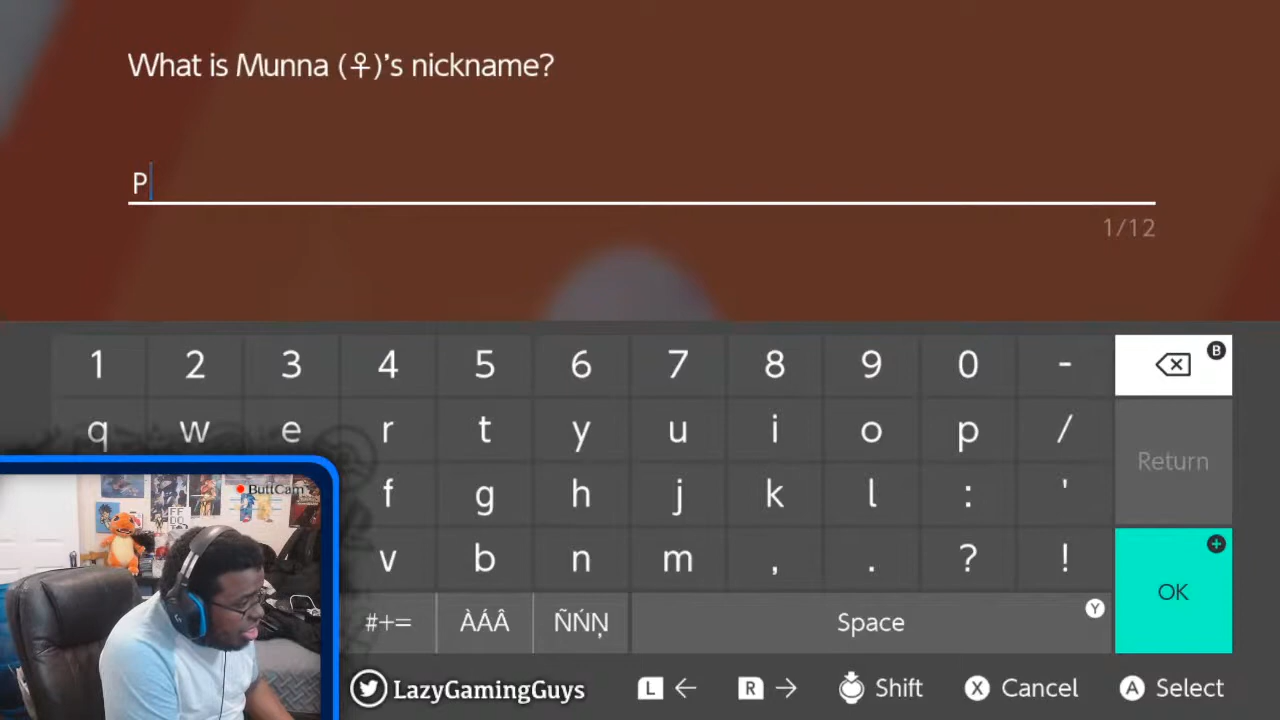 What is Munna (♀)'s nickname?
P
1/12
1 2 3 4 5 6 7 8 9 0 - B
q w e r t y u i o p /
Return
f g h j k l : '
v b n m , . ? !
OK
#+= ÀÁÂ ÑŃŅ Space Y
ButtCam
LazyGamingGuys L ← R → Shift X Cancel A Select